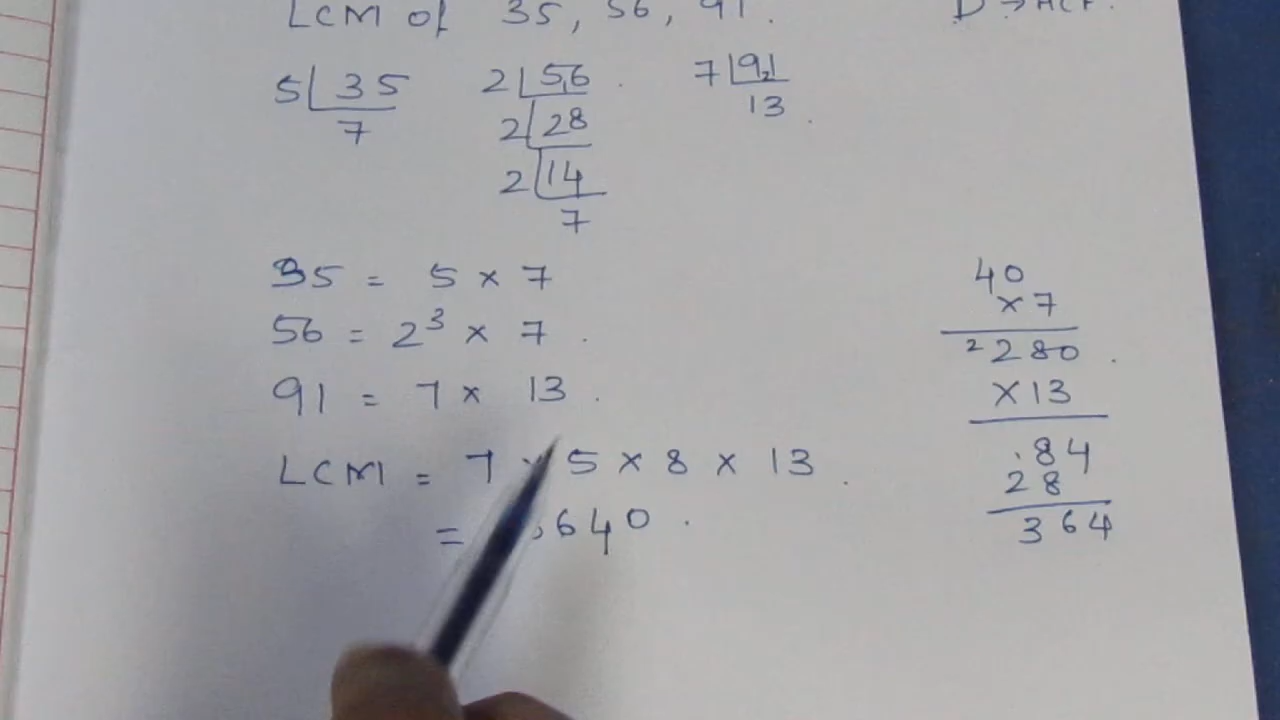 LCM of 35, 56, 91.
D → HCF.
5 | 35
7
2 | 56
2 | 28
2 | 14
7
7 | 91
13
35 = 5 × 7
56 = 2³ × 7
91 = 7 × 13
LCM = 7 × 5 × 8 × 13
= ,640
40
×7
2280
×13
84
28
364